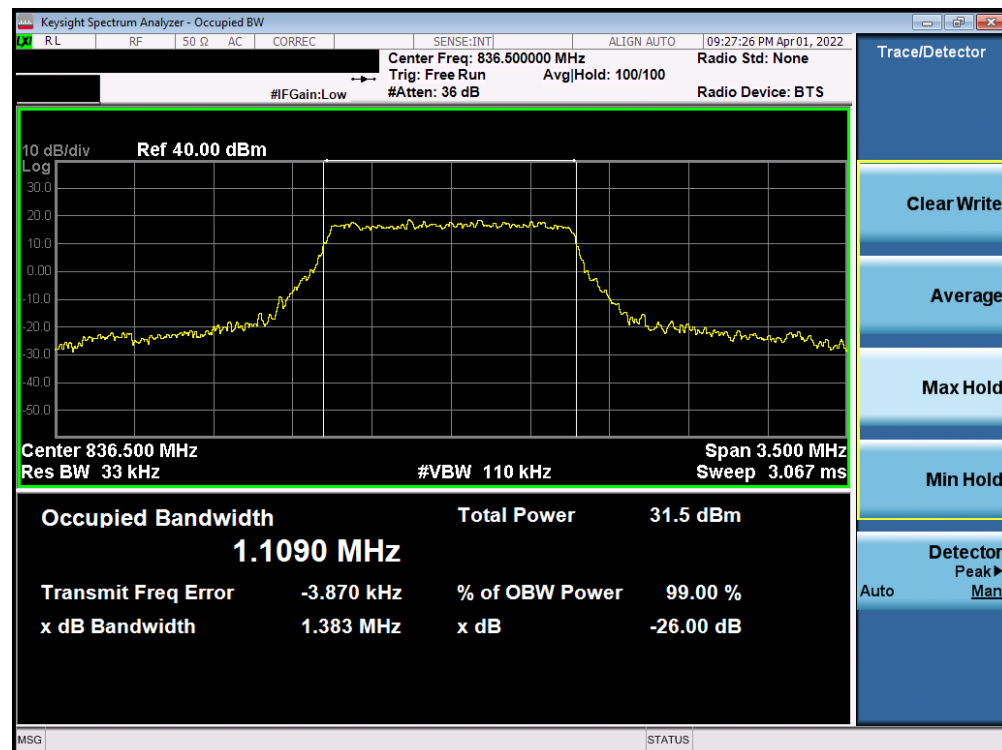 Keysight Spectrum Analyzer - Occupied BW
LXI RL RF 50 Ω AC CORREC SENSE:INT ALIGN AUTO 09:27:26 PM Apr 01, 2022
Center Freq: 836.500000 MHz Radio Std: None
Trig: Free Run Avg|Hold: 100/100
#IFGain:Low #Atten: 36 dB Radio Device: BTS
10 dB/div Ref 40.00 dBm
Log
30.0
20.0
10.0
0.00
-10.0
-20.0
-30.0
-40.0
-50.0
Center 836.500 MHz Span 3.500 MHz
Res BW 33 kHz #VBW 110 kHz Sweep 3.067 ms
Occupied Bandwidth Total Power 31.5 dBm
1.1090 MHz
Transmit Freq Error -3.870 kHz % of OBW Power 99.00 %
x dB Bandwidth 1.383 MHz x dB -26.00 dB
MSG STATUS
Trace/Detector
Clear Write
Average
Max Hold
Min Hold
Detector
Peak▶
Auto Man